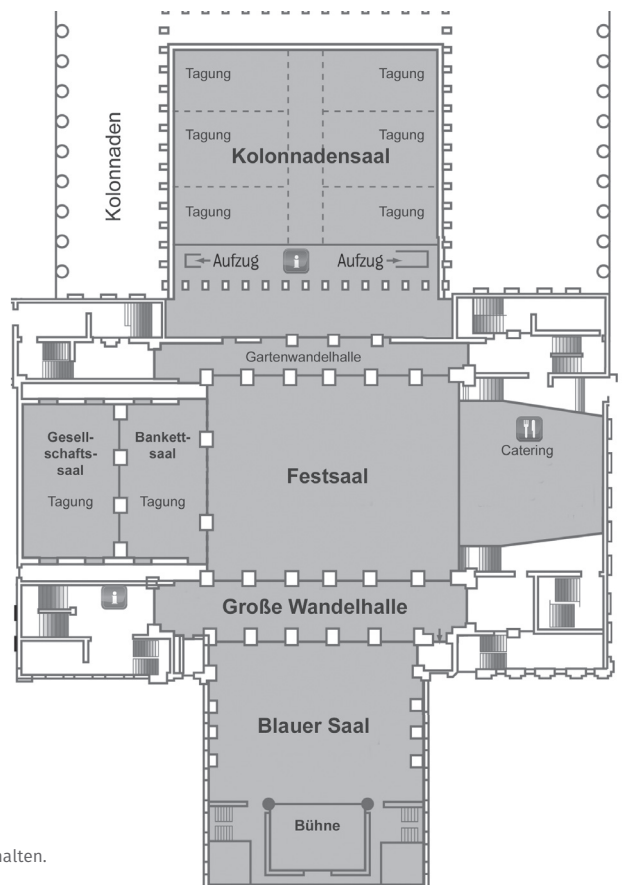 Kolonnaden
Tagung
Tagung
Tagung
Tagung
Kolonnadensaal
Tagung
Tagung
Aufzug
i
Aufzug
Gartenwandelhalle
Gesell-
schafts-
saal
Tagung
Bankett-
saal
Tagung
Festsaal
Catering
i
Große Wandelhalle
Blauer Saal
Bühne
alten.